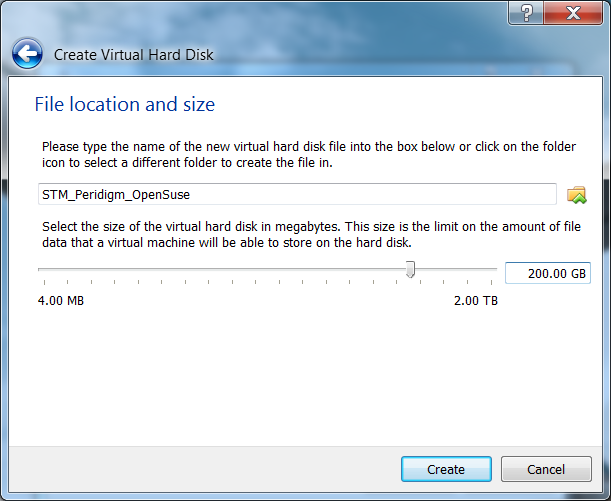 ?
X
Create Virtual Hard Disk
File location and size
Please type the name of the new virtual hard disk file into the box below or click on the folder
icon to select a different folder to create the file in.
STM_Peridigm_OpenSuse
Select the size of the virtual hard disk in megabytes. This size is the limit on the amount of file
data that a virtual machine will be able to store on the hard disk.
200.00 GB
4.00 MB 2.00 TB
Create Cancel